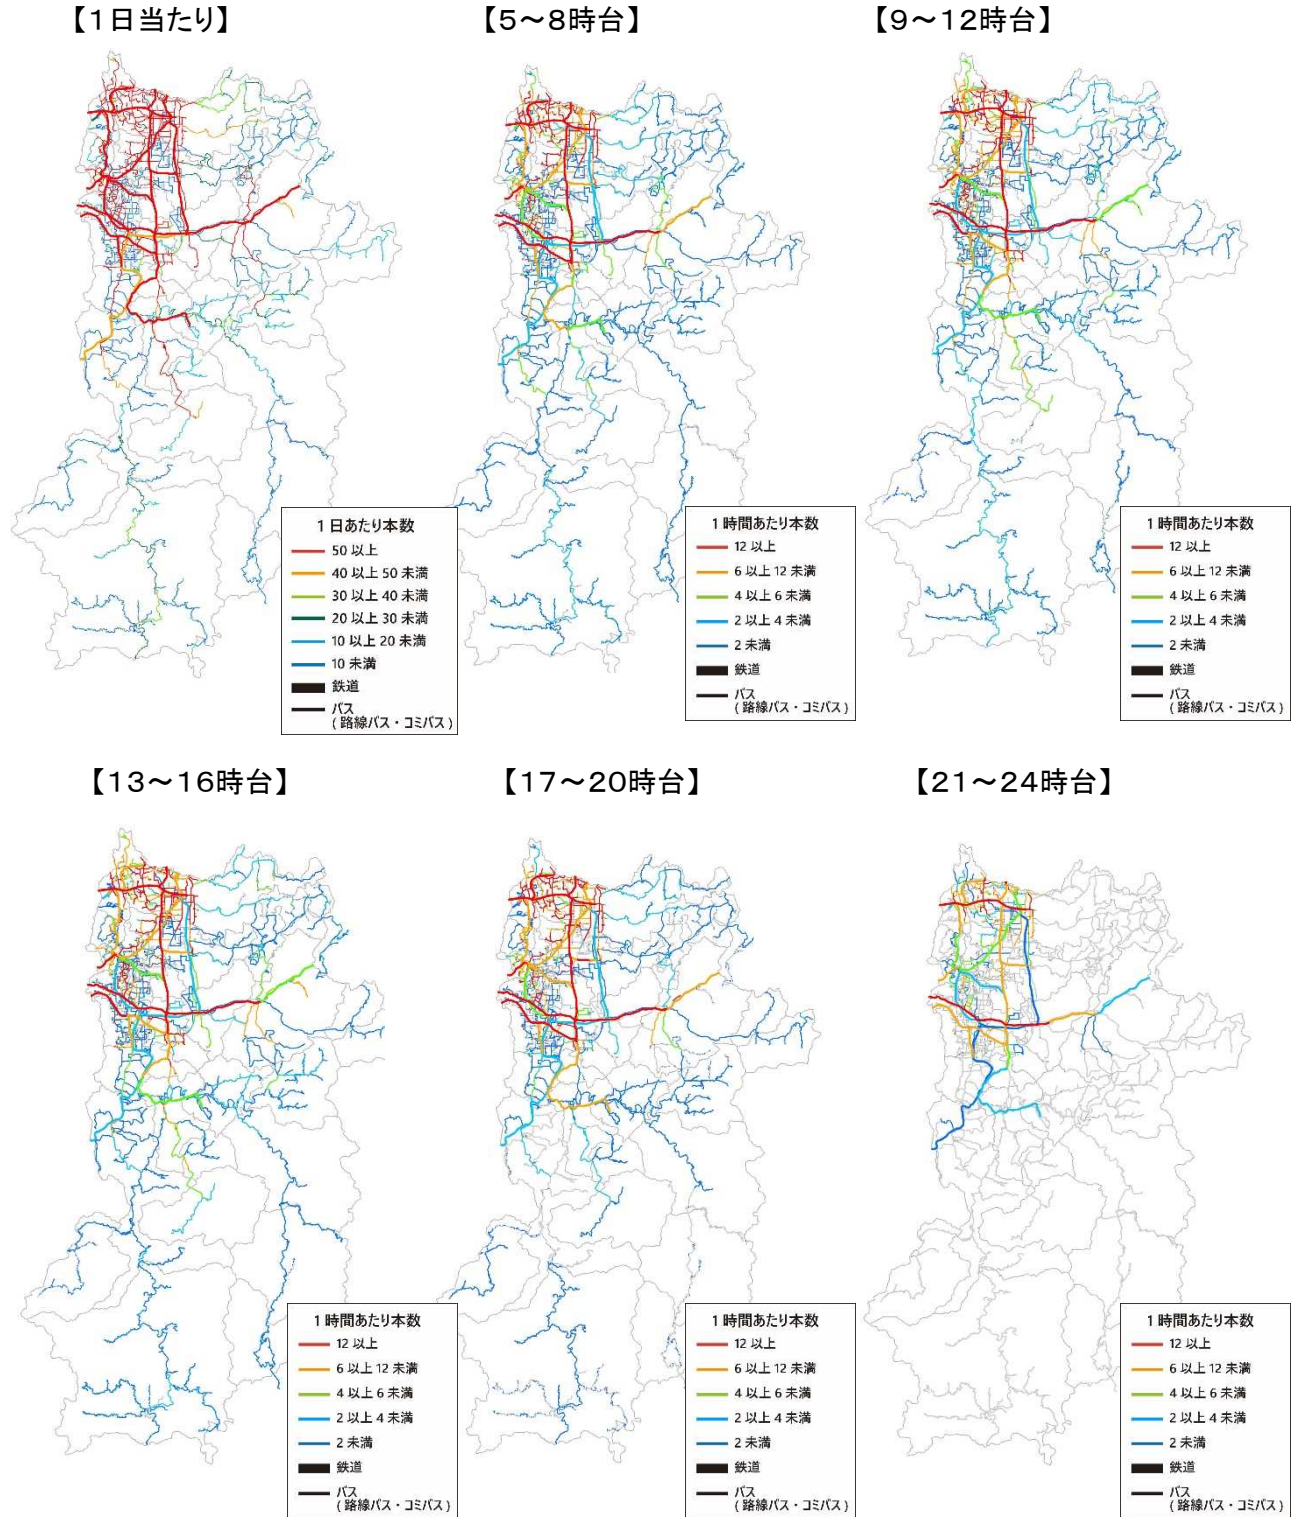 【1日当たり】
【5～8時台】
【9～12時台】
1日あたり本数
50 以上
40 以上 50 未満
30 以上 40 未満
20 以上 30 未満
10 以上 20 未満
10 未満
鉄道
バス
( 路線バス・コミバス )
1 時間あたり本数
12 以上
6 以上 12 未満
4 以上 6 未満
2 以上 4 未満
2 未満
鉄道
バス
( 路線バス・コミバス )
1 時間あたり本数
12 以上
6 以上 12 未満
4 以上 6 未満
2 以上 4 未満
2 未満
鉄道
バス
( 路線バス・コミバス )
【13～16時台】
【17～20時台】
【21～24時台】
1 時間あたり本数
12 以上
6 以上 12 未満
4 以上 6 未満
2 以上 4 未満
2 未満
鉄道
バス
( 路線バス・コミバス )
1 時間あたり本数
12 以上
6 以上 12 未満
4 以上 6 未満
2 以上 4 未満
2 未満
鉄道
バス
( 路線バス・コミバス )
1 時間あたり本数
12 以上
6 以上 12 未満
4 以上 6 未満
2 以上 4 未満
2 未満
鉄道
バス
( 路線バス・コミバス )